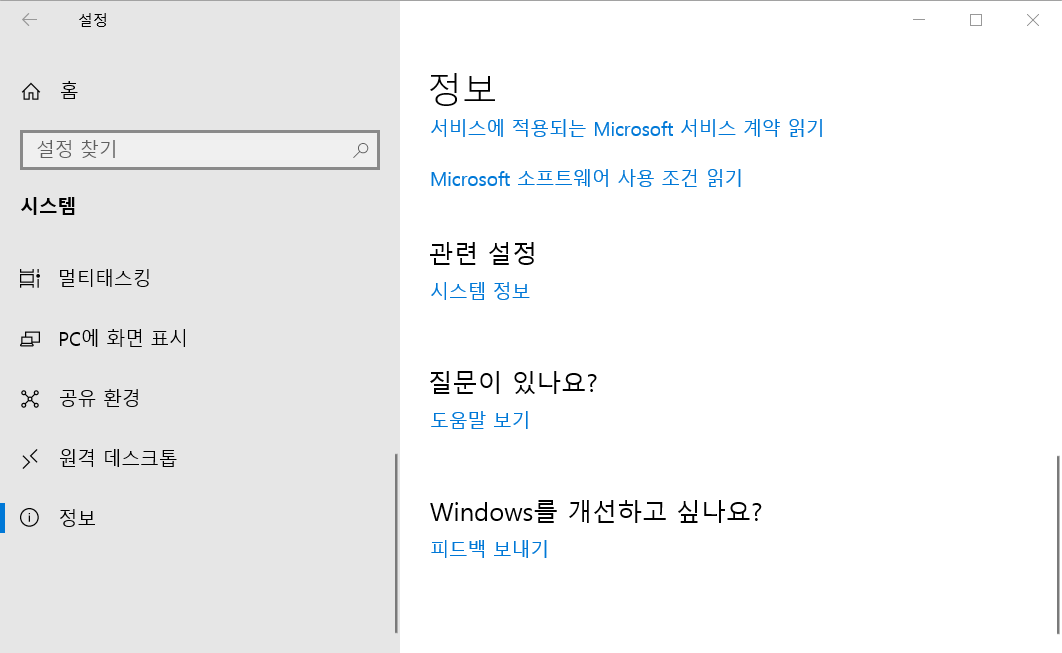 설정
홈
설정 찾기
시스템
멀티태스킹
PC에 화면 표시
공유 환경
원격 데스크톱
정보
정보
서비스에 적용되는 Microsoft 서비스 계약 읽기
Microsoft 소프트웨어 사용 조건 읽기
관련 설정
시스템 정보
질문이 있나요?
도움말 보기
Windows를 개선하고 싶나요?
피드백 보내기